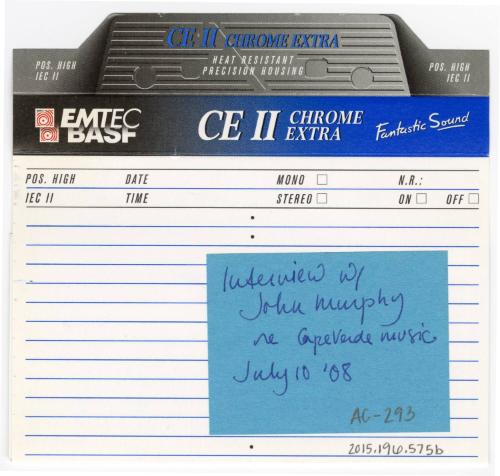 CE II CHROME EXTRA
HEAT RESISTANT
PRECISION HOUSING
POS. HIGH
IEC II
POS. HIGH
IEC II
EMTEC
BASF
CE II CHROME
EXTRA
Fantastic Sound
POS. HIGH DATE MONO N.R.:
IEC II TIME STEREO ON OFF
Interview w/
John Murphy
re CapeVerde music
July 10 '08
AC-293
2015.196.575b